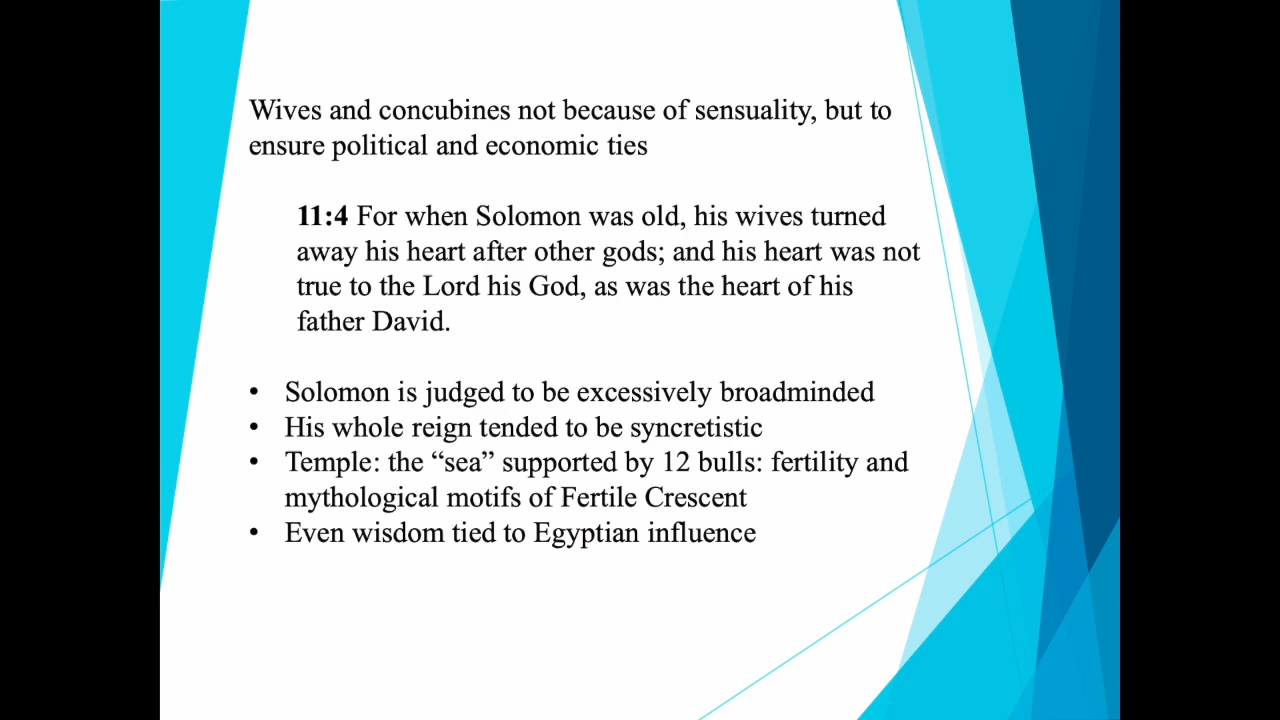 Wives and concubines not because of sensuality, but to
ensure political and economic ties
11:4 For when Solomon was old, his wives turned
away his heart after other gods; and his heart was not
true to the Lord his God, as was the heart of his
father David.
• Solomon is judged to be excessively broadminded
• His whole reign tended to be syncretistic
• Temple: the “sea” supported by 12 bulls: fertility and
mythological motifs of Fertile Crescent
• Even wisdom tied to Egyptian influence